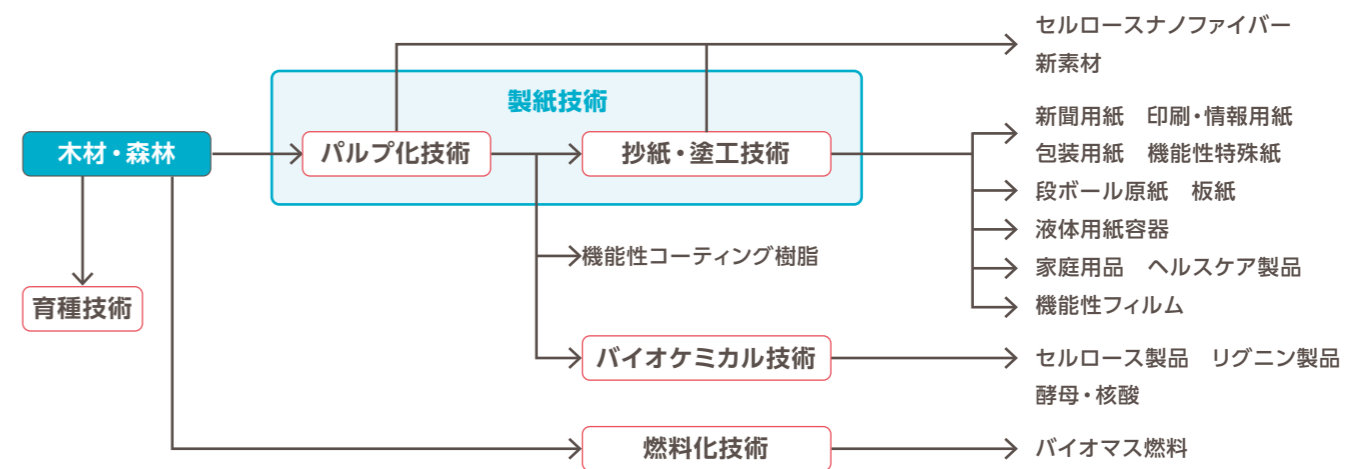 セルロースナノファイバー
新素材
製紙技術
木材・森林
パルプ化技術
抄紙・塗工技術
新聞用紙　印刷・情報用紙
包装用紙　機能性特殊紙
段ボール原紙　板紙
液体用紙容器
機能性コーティング樹脂
家庭用品　ヘルスケア製品
育種技術
機能性フィルム
バイオケミカル技術
セルロース製品　リグニン製品
酵母・核酸
燃料化技術
バイオマス燃料